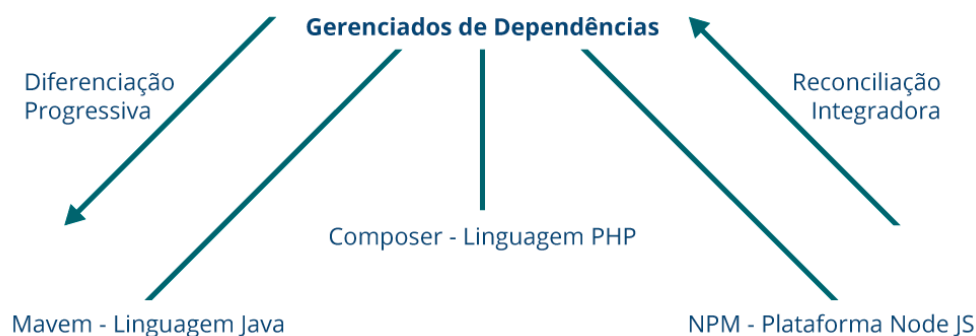 Gerenciados de Dependências
Diferenciação
Progressiva
Reconciliação
Integradora
Composer - Linguagem PHP
Mavem - Linguagem Java
NPM - Plataforma Node JS